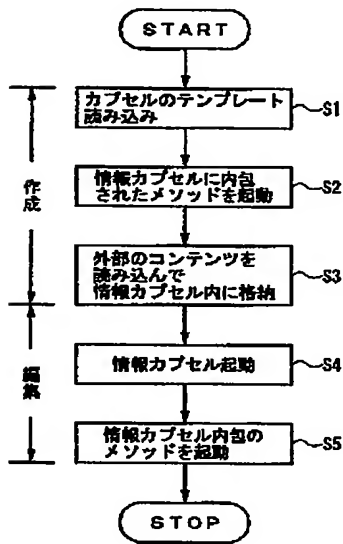 START
カプセルのテンプレート
読み込み
S1
情報カプセルに内包
されたメソッドを起動
S2
外部のコンテンツを
読み込んで
情報カプセル内に格納
S3
作成
情報カプセル起動
S4
情報カプセル内包の
メソッドを起動
S5
編集
STOP